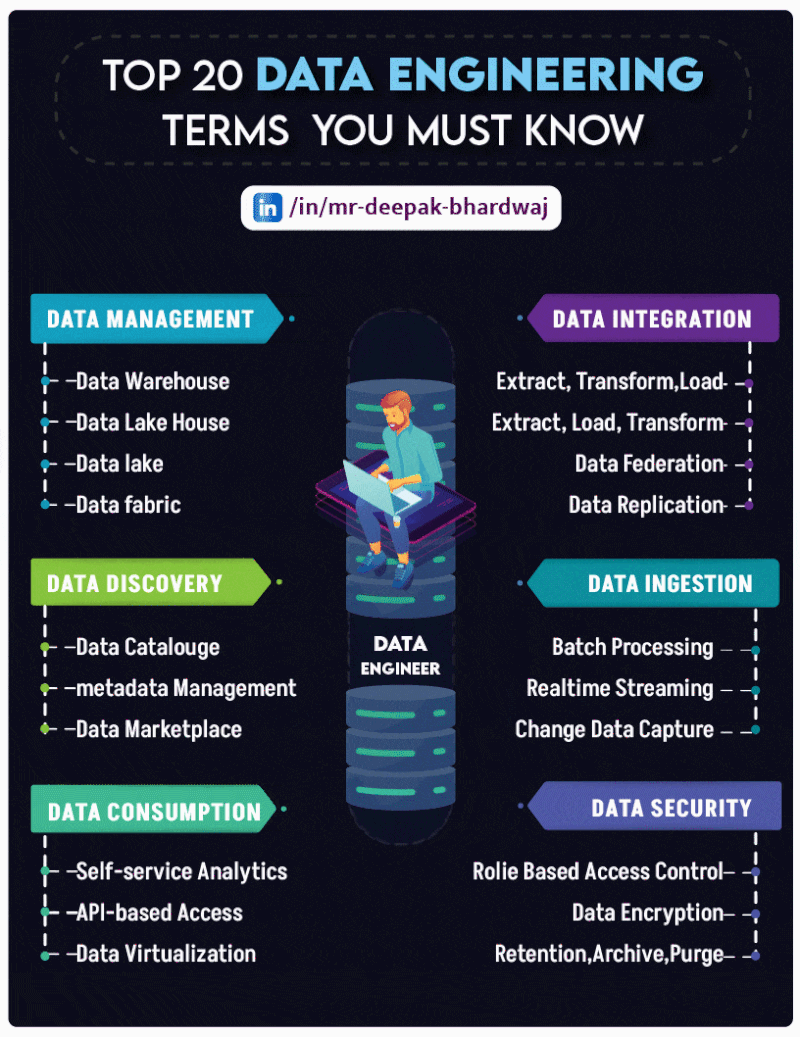 TOP 20 DATA ENGINEERING
TERMS YOU MUST KNOW
in /in/mr-deepak-bhardwaj
DATA MANAGEMENT
Data Warehouse
Data Lake House
Data lake
Data fabric
DATA INTEGRATION
Extract, Transform,Load
Extract, Load, Transform
Data Federation
Data Replication
DATA DISCOVERY
Data Catalouge
metadata Management
Data Marketplace
DATA
ENGINEER
DATA INGESTION
Batch Processing
Realtime Streaming
Change Data Capture
DATA CONSUMPTION
Self-service Analytics
API-based Access
Data Virtualization
DATA SECURITY
Rolie Based Access Control
Data Encryption
Retention,Archive,Purge